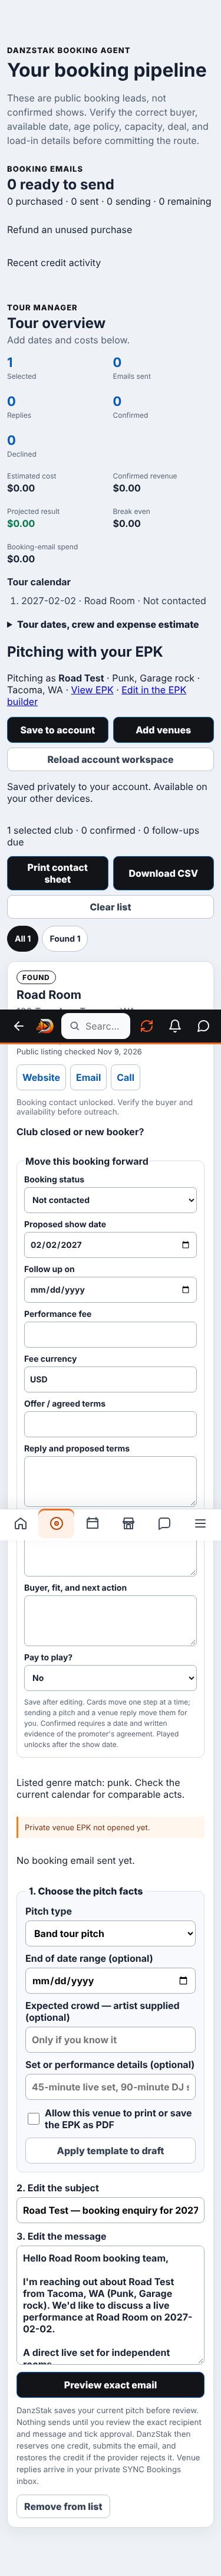 DANZSTAK BOOKING AGENT
Your booking pipeline
These are public booking leads, not
confirmed shows. Verify the correct buyer,
available date, age policy, capacity, deal, and
load-in details before committing the route.
BOOKING EMAILS
0 ready to send
0 purchased · 0 sent · 0 sending · 0 remaining
Refund an unused purchase
Recent credit activity
TOUR MANAGER
Tour overview
Add dates and costs below.
1
Selected
0
Emails sent
0
Replies
0
Confirmed
0
Declined
Estimated cost
$0.00
Confirmed revenue
$0.00
Projected result
$0.00
Break even
$0.00
Booking-email spend
$0.00
Tour calendar
1. 2027-02-02 · Road Room · Not contacted
Tour dates, crew and expense estimate
Pitching with your EPK
Pitching as Road Test · Punk, Garage rock ·
Tacoma, WA · View EPK · Edit in the EPK
builder
Save to account
Add venues
Reload account workspace
Saved privately to your account. Available on
your other devices.
1 selected club · 0 confirmed · 0 follow-ups
due
Print contact
sheet
Download CSV
Clear list
All 1
Found 1
FOUND
Road Room
Searc...
Public listing checked Nov 9, 2026
Website
Email
Call
Booking contact unlocked. Verify the buyer and
availability before outreach.
Club closed or new booker?
Move this booking forward
Booking status
Not contacted
Proposed show date
02/02/2027
Follow up on
mm/dd/yyyy
Performance fee
Fee currency
USD
Offer / agreed terms
Reply and proposed terms
Buyer, fit, and next action
Pay to play?
No
Save after editing. Cards move one step at a time;
sending a pitch and a venue reply move them for
you. Confirmed requires a date and written
evidence of the promoter's agreement. Played
unlocks after the show date.
Listed genre match: punk. Check the
current calendar for comparable acts.
Private venue EPK not opened yet.
No booking email sent yet.
1. Choose the pitch facts
Pitch type
Band tour pitch
End of date range (optional)
mm/dd/yyyy
Expected crowd — artist supplied
(optional)
Only if you know it
Set or performance details (optional)
45-minute live set, 90-minute DJ s
Allow this venue to print or save
the EPK as PDF
Apply template to draft
2. Edit the subject
Road Test — booking enquiry for 2027
3. Edit the message
Hello Road Room booking team,
I'm reaching out about Road Test
from Tacoma, WA (Punk, Garage
rock). We'd like to discuss a live
performance at Road Room on 2027-
02-02.
A direct live set for independent
Preview exact email
DanzStak saves your current pitch before review.
Nothing sends until you review the exact recipient
and message and tick approval. DanzStak then
reserves one credit, submits the email, and
restores the credit if the provider rejects it. Venue
replies arrive in your private SYNC Bookings
inbox.
Remove from list